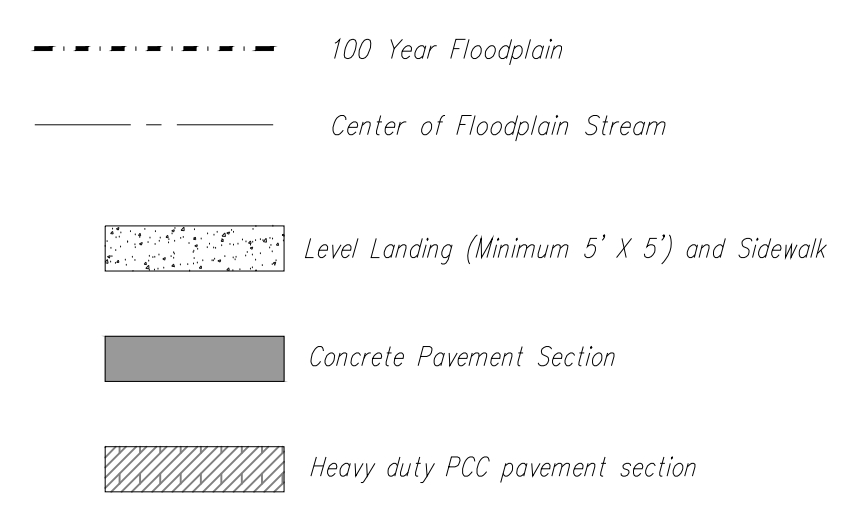 100 Year Floodplain
Center of Floodplain Stream
Level Landing (Minimum 5' X 5') and Sidewalk
Concrete Pavement Section
Heavy duty PCC pavement section